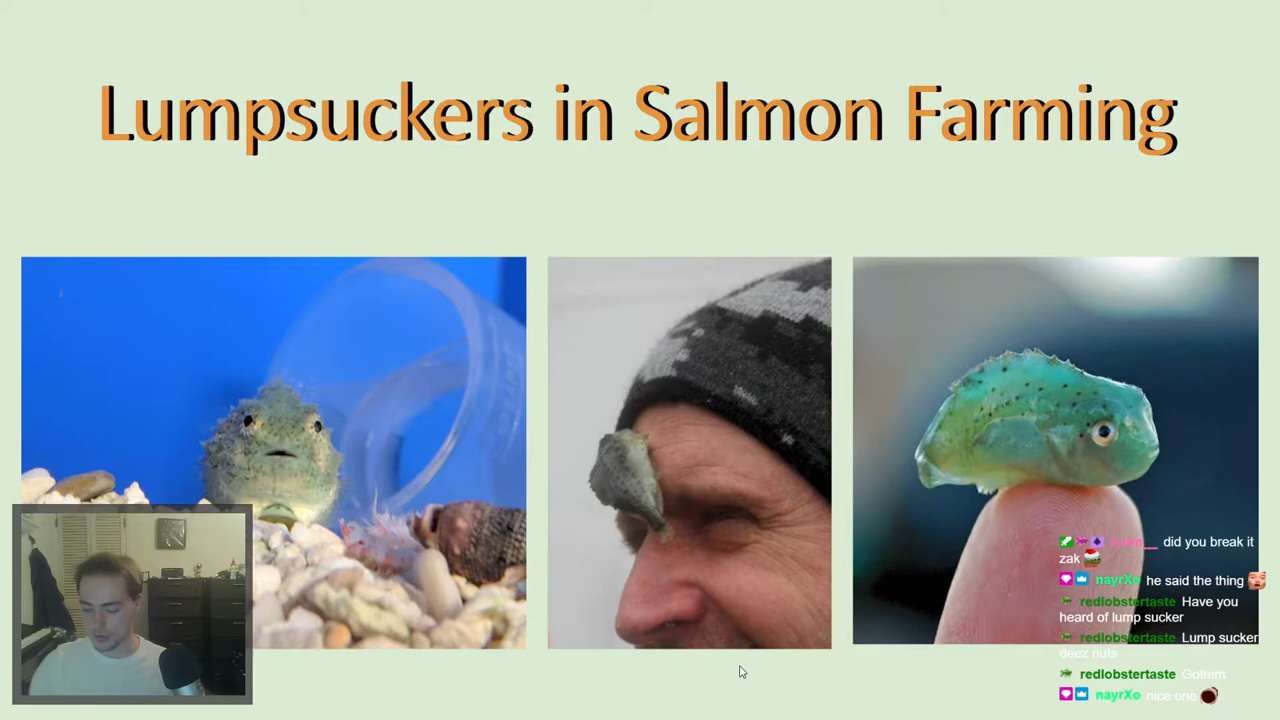 Lumpsuckers in Salmon Farming
did you break it
zak
nayrXo he said the thing
redlobstertaste Have you
heard of lump sucker
redlobstertaste Lump sucker
deez nuts
redlobstertaste Gottem
nayrXo nice one